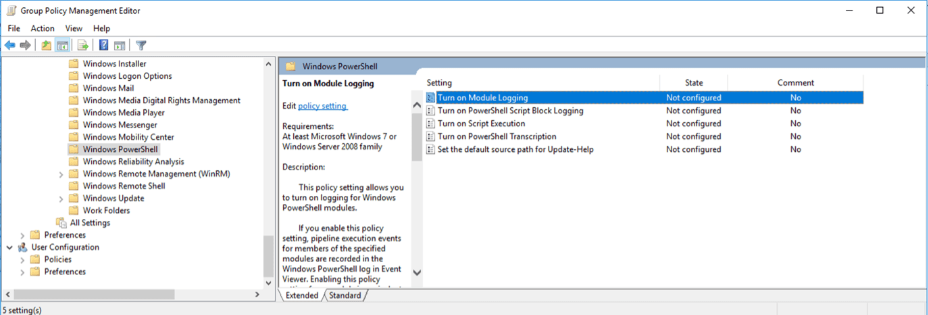 Group Policy Management Editor
File Action View Help
Windows Installer
Windows Logon Options
Windows Mail
Windows Media Digital Rights Management
Windows Media Player
Windows Messenger
Windows Mobility Center
Windows PowerShell
Windows Reliability Analysis
Windows Remote Management (WinRM)
Windows Remote Shell
Windows Update
Work Folders
All Settings
Preferences
User Configuration
Policies
Preferences
Windows PowerShell
Turn on Module Logging
Edit policy setting
Requirements:
At least Microsoft Windows 7 or
Windows Server 2008 family
Description:
This policy setting allows you
to turn on logging for Windows
PowerShell modules.
If you enable this policy
setting, pipeline execution events
for members of the specified
modules are recorded in the
Windows PowerShell log in Event
Viewer. Enabling this policy
Setting State Comment
Turn on Module Logging Not configured No
Turn on PowerShell Script Block Logging Not configured No
Turn on Script Execution Not configured No
Turn on PowerShell Transcription Not configured No
Set the default source path for Update-Help Not configured No
Extended Standard
5 setting(s)